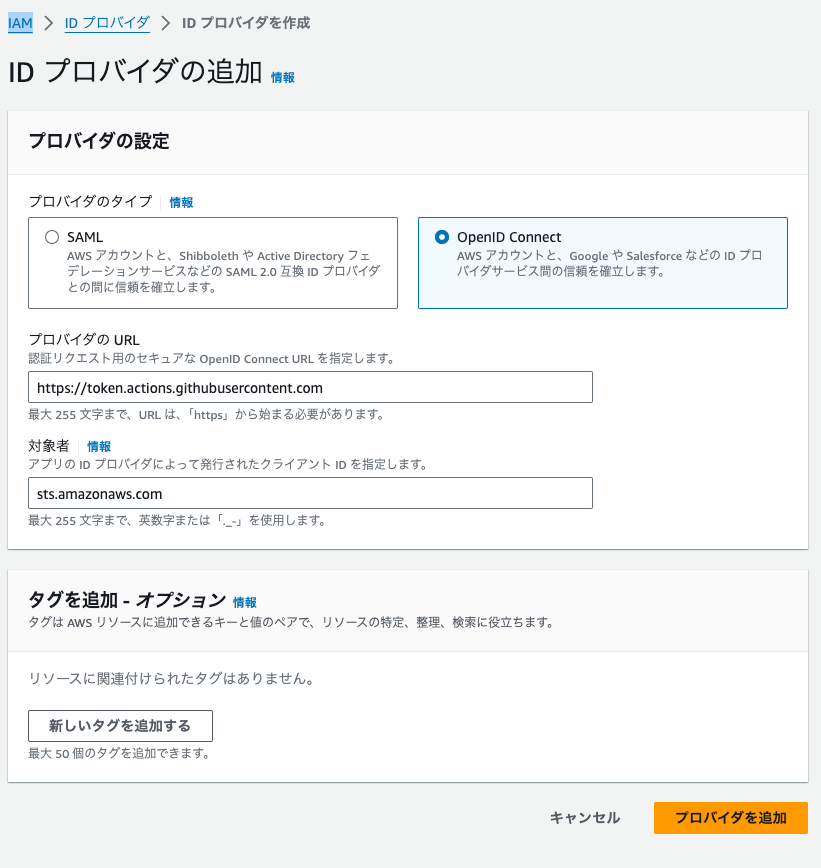 IAM > ID プロバイダ > ID プロバイダを作成
ID プロバイダの追加 情報
プロバイダの設定
プロバイダのタイプ 情報
SAML
AWS アカウントと、Shibboleth や Active Directory フェ
デレーションサービスなどの SAML 2.0 互換 ID プロバイダ
との間に信頼を確立します。
OpenID Connect
AWS アカウントと、Google や Salesforce などの ID プロ
バイダサービス間の信頼を確立します。
プロバイダの URL
認証リクエスト用のセキュアな OpenID Connect URL を指定します。
https://token.actions.githubusercontent.com
最大 255 文字まで、URL は、「https」から始まる必要があります。
対象者 情報
アプリの ID プロバイダによって発行されたクライアント ID を指定します。
sts.amazonaws.com
最大 255 文字まで、英数字または「._-」を使用します。
タグを追加 - オプション 情報
タグは AWS リソースに追加できるキーと値のペアで、リソースの特定、整理、検索に役立ちます。
リソースに関連付けられたタグはありません。
新しいタグを追加する
最大 50 個のタグを追加できます。
キャンセル プロバイダを追加